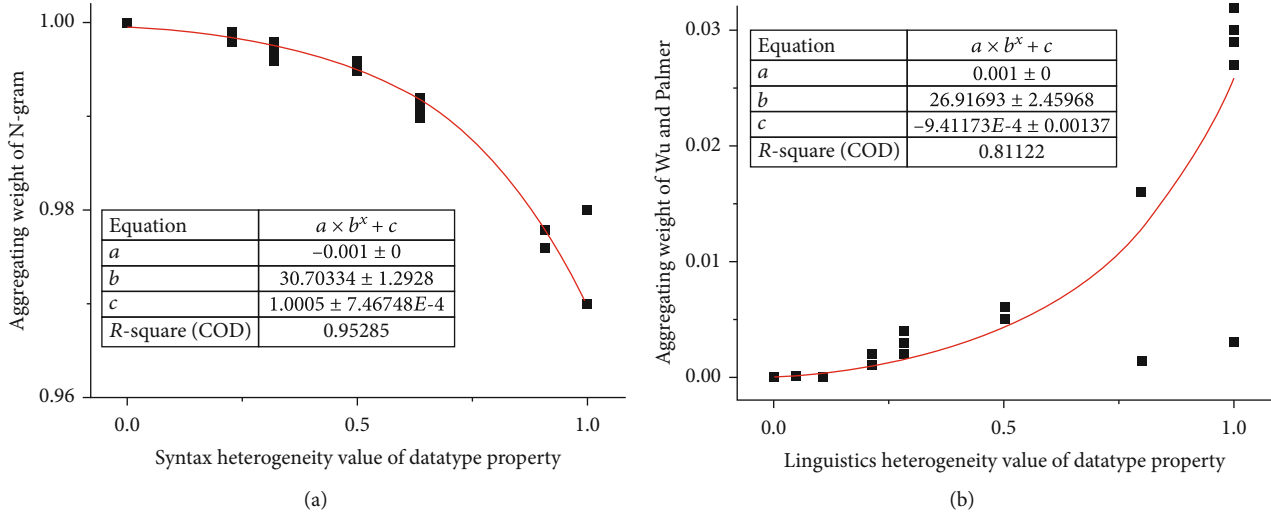 1.00
0.98
0.96
0.0
0.5
1.0
Aggregating weight of N-gram
Syntax heterogeneity value of datatype property
Equation a × b^x + c
a –0.001 ± 0
b 30.70334 ± 1.2928
c 1.0005 ± 7.46748E-4
R-square (COD) 0.95285
(a)
0.03
0.02
0.01
0.00
0.0
0.5
1.0
Aggregating weight of Wu and Palmer
Linguistics heterogeneity value of datatype property
Equation a × b^x + c
a 0.001 ± 0
b 26.91693 ± 2.45968
c –9.41173E-4 ± 0.00137
R-square (COD) 0.81122
(b)